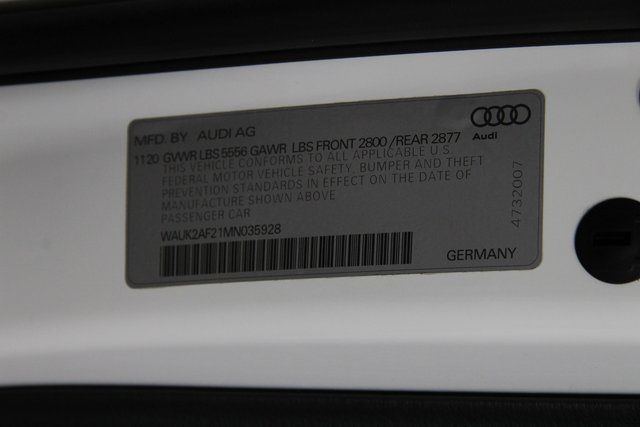 MFD. BY AUDI AG
Audi
1120 GVWR LBS 5556 GAWR LBS FRONT 2800 /REAR 2877
THIS VEHICLE CONFORMS TO ALL APPLICABLE U.S.
FEDERAL MOTOR VEHICLE SAFETY, BUMPER AND THEFT
PREVENTION STANDARDS IN EFFECT ON THE DATE OF
MANUFACTURE SHOWN ABOVE
PASSENGER CAR
WAUK2AF21MN035928
GERMANY
4732007